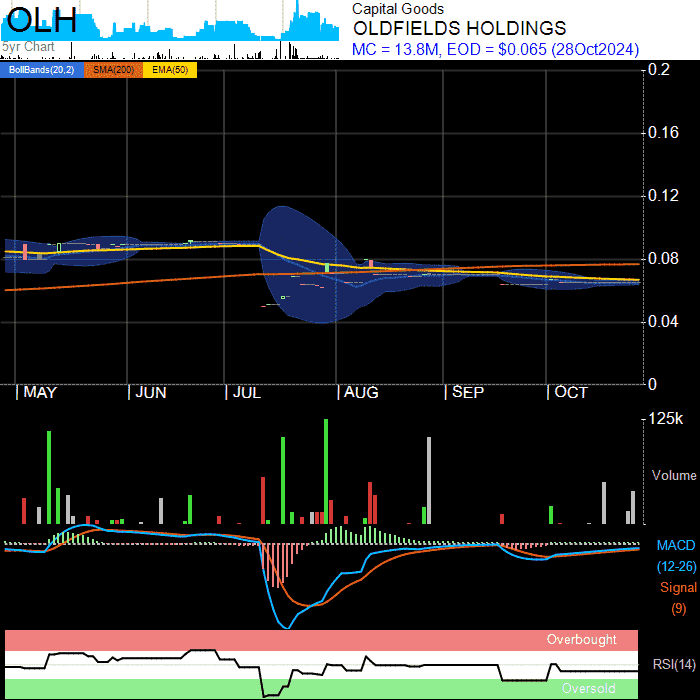 OLH
Capital Goods
OLDFIELDS HOLDINGS
5yr Chart
MC = 13.8M, EOD = $0.065 (28Oct2024)
BollBands(20,2) SMA(200) EMA(50)
0.2
0.16
0.12
0.08
0.04
0
MAY JUN JUL AUG SEP OCT
125k
Volume
MACD
(12-26)
Signal
(9)
Overbought
RSI(14)
Oversold